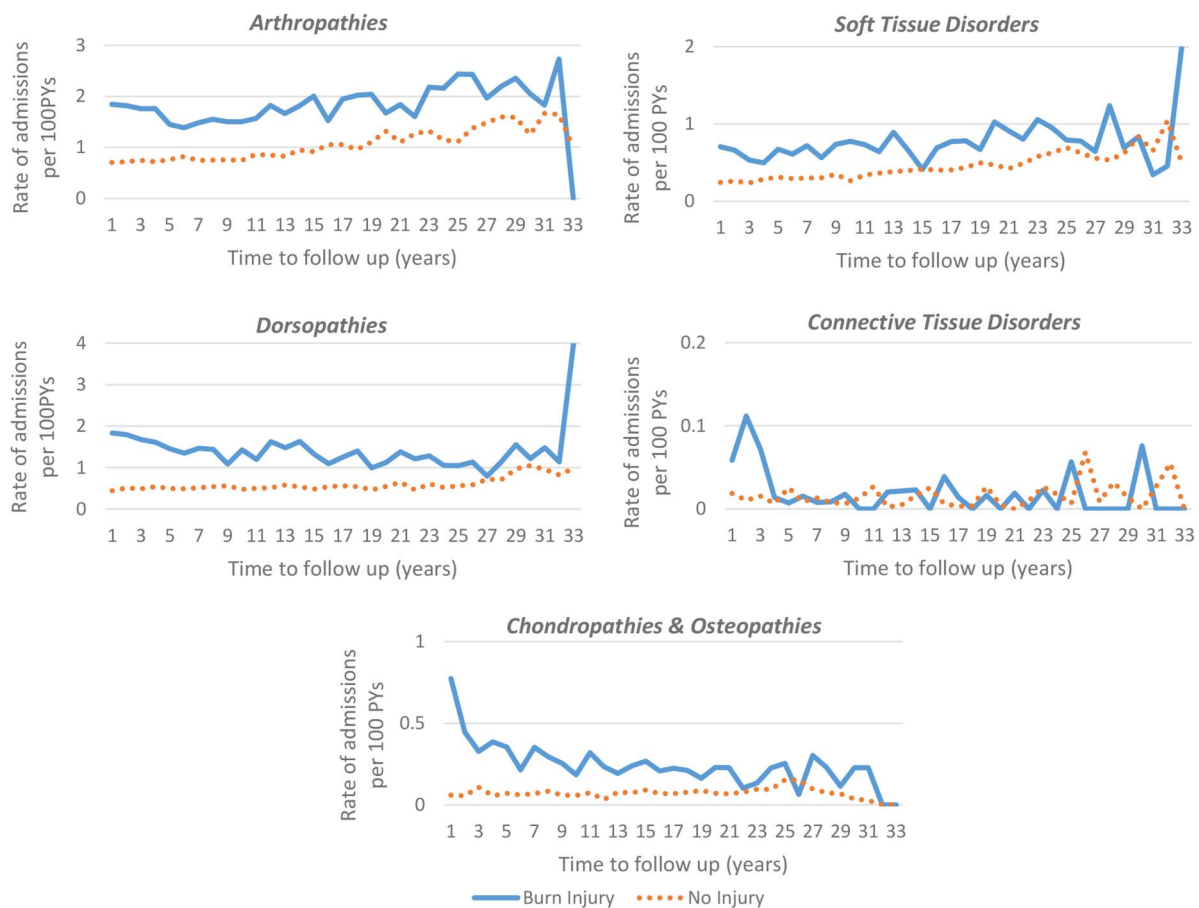 Arthropathies
Rate of admissions
per 100PYs
3
2
1
0
1 3 5 7 9 11 13 15 17 19 21 23 25 27 29 31 33
Time to follow up (years)
Soft Tissue Disorders
Rate of admissions
per 100 PYs
2
1
0
1 3 5 7 9 11 13 15 17 19 21 23 25 27 29 31 33
Time to follow up (years)
Dorsopathies
Rate of admissions
per 100PYs
4
3
2
1
0
1 3 5 7 9 11 13 15 17 19 21 23 25 27 29 31 33
Time to follow up (years)
Connective Tissue Disorders
Rate of admissions
per 100 PYs
0.2
0.1
0
1 3 5 7 9 11 13 15 17 19 21 23 25 27 29 31 33
Time to follow up (years)
Chondropathies & Osteopathies
Rate of admissions
per 100 PYs
1
0.5
0
1 3 5 7 9 11 13 15 17 19 21 23 25 27 29 31 33
Time to follow up (years)
Burn Injury No Injury